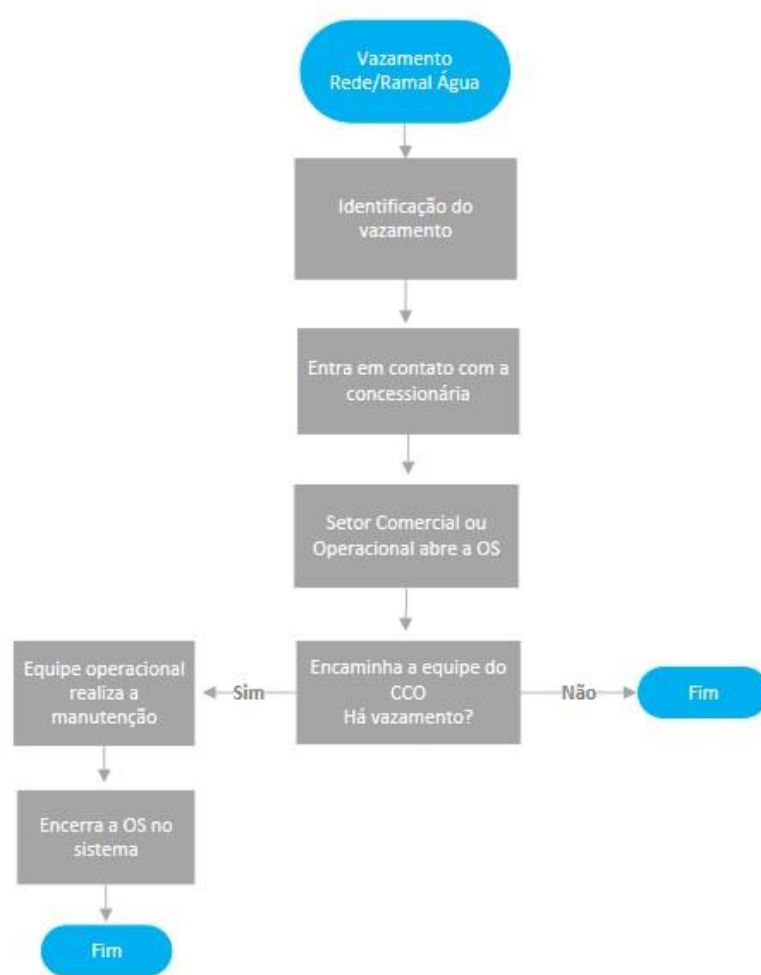 Vazamento
Rede/Ramal Água
Identificação do
vazamento
Entra em contato com a
concessionária
Setor Comercial ou
Operacional abre a OS
Equipe operacional
realiza a
manutenção
Sim
Encaminha a equipe do
CCO
Há vazamento?
Não
Fim
Encerra a OS no
sistema
Fim